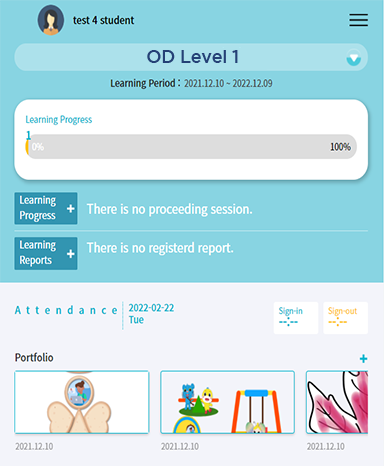 test 4 student
OD Level 1
Learning Period : 2021.12.10 ~ 2022.12.09
Learning Progress
1
0%
100%
Learning
Progress +
There is no proceeding session.
Learning
Reports +
There is no registerd report.
Attendance
2022-02-22
Tue
Sign-in
--:--
Sign-out
--:--
Portfolio +
2021.12.10
2021.12.10
2021.12.10